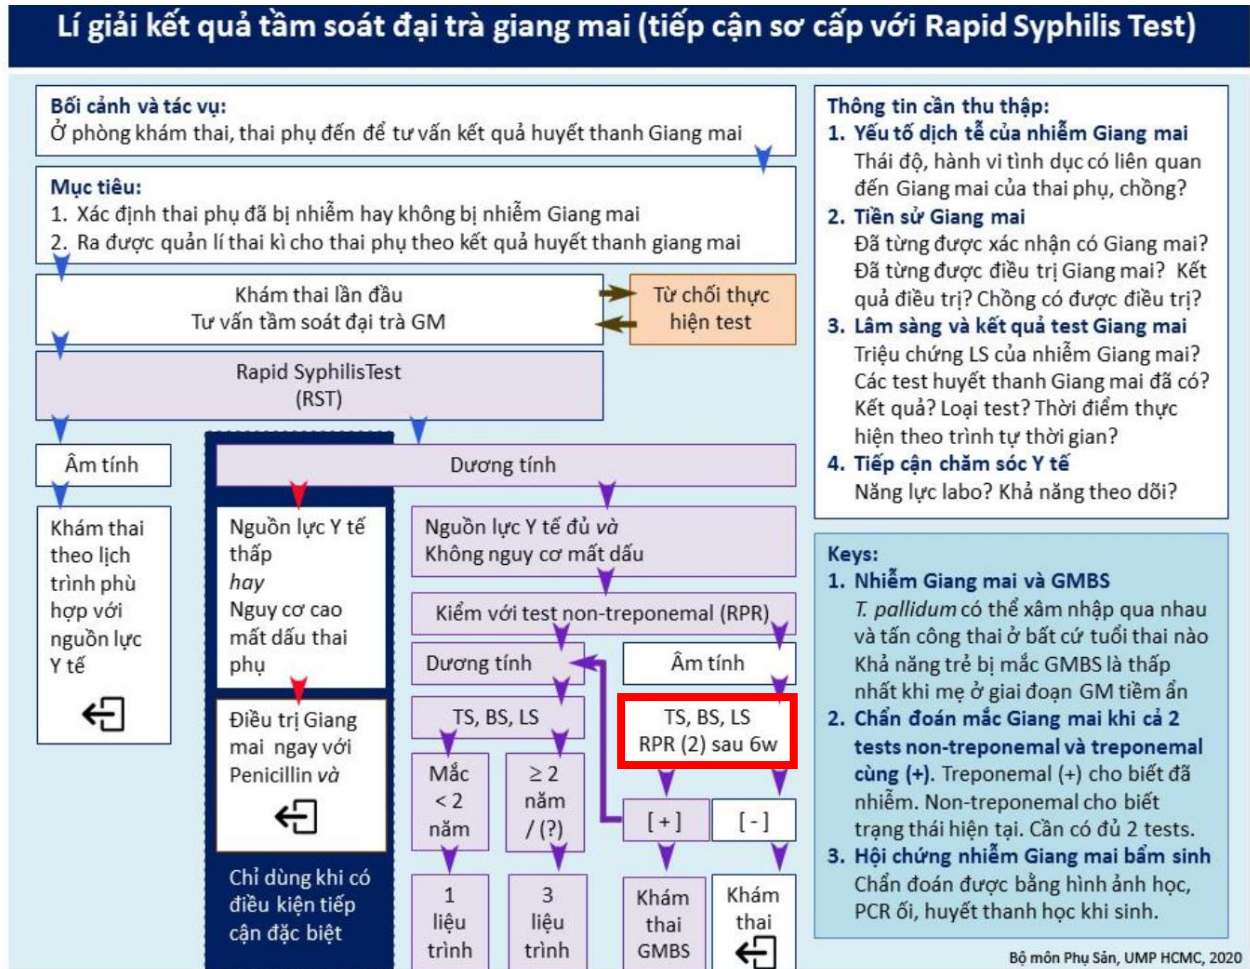 Lí giải kết quả tầm soát đại trà giang mai (tiếp cận sơ cấp với Rapid Syphilis Test)
Bối cảnh và tác vụ:
Ở phòng khám thai, thai phụ đến để tư vấn kết quả huyết thanh Giang mai
Mục tiêu:
1. Xác định thai phụ đã bị nhiễm hay không bị nhiễm Giang mai
2. Ra được quản lí thai kì cho thai phụ theo kết quả huyết thanh giang mai
Khám thai lần đầu
Tư vấn tầm soát đại trà GM
Từ chối thực
hiện test
Rapid SyphilisTest
(RST)
Âm tính
Khám thai
theo lịch
trình phù
hợp với
nguồn lực
Y tế
Dương tính
Nguồn lực Y tế
thấp
hay
Nguy cơ cao
mất dấu thai
phụ
Điều trị Giang
mai ngay với
Penicillin và
Chỉ dùng khi có
điều kiện tiếp
cận đặc biệt
Nguồn lực Y tế đủ và
Không nguy cơ mất dấu
Kiểm với test non-treponemal (RPR)
Dương tính
Âm tính
TS, BS, LS
TS, BS, LS
RPR (2) sau 6w
Mắc
< 2
năm
≥ 2
năm
/ (?)
[ + ]
[ - ]
1
liệu
trình
3
liệu
trình
Khám
thai
GMBS
Khám
thai
Thông tin cần thu thập:
1. Yếu tố dịch tễ của nhiễm Giang mai
Thái độ, hành vi tình dục có liên quan
đến Giang mai của thai phụ, chồng?
2. Tiền sử Giang mai
Đã từng được xác nhận có Giang mai?
Đã từng được điều trị Giang mai? Kết
quả điều trị? Chồng có được điều trị?
3. Lâm sàng và kết quả test Giang mai
Triệu chứng LS của nhiễm Giang mai?
Các test huyết thanh Giang mai đã có?
Kết quả? Loại test? Thời điểm thực
hiện theo trình tự thời gian?
4. Tiếp cận chăm sóc Y tế
Năng lực labo? Khả năng theo dõi?
Keys:
1. Nhiễm Giang mai và GMBS
T. pallidum có thể xâm nhập qua nhau
và tấn công thai ở bất cứ tuổi thai nào
Khả năng trẻ bị mắc GMBS là thấp
nhất khi mẹ ở giai đoạn GM tiềm ẩn
2. Chẩn đoán mắc Giang mai khi cả 2
tests non-treponemal và treponemal
cùng (+). Treponemal (+) cho biết đã
nhiễm. Non-treponemal cho biết
trạng thái hiện tại. Cần có đủ 2 tests.
3. Hội chứng nhiễm Giang mai bẩm sinh
Chẩn đoán được bằng hình ảnh học,
PCR ối, huyết thanh học khi sinh.
Bộ môn Phụ Sản, UMP HCMC, 2020